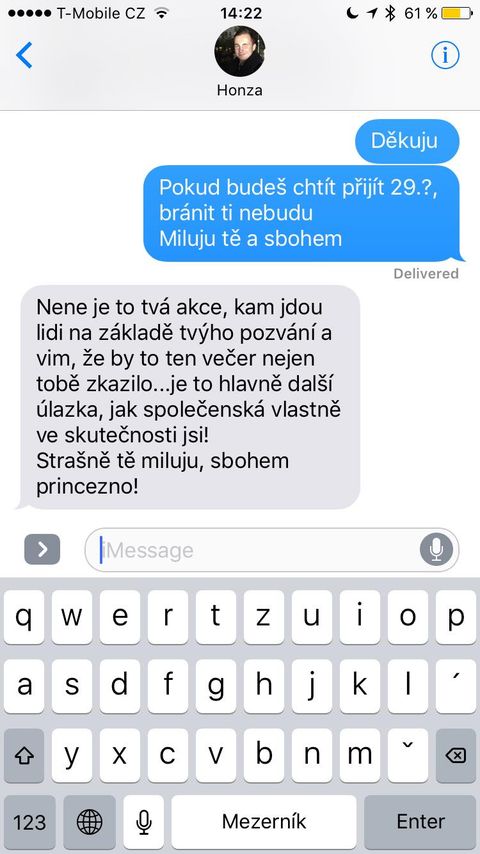 T-Mobile CZ 14:22 61 %
Honza
Děkuju
Pokud budeš chtít přijít 29.?,
bránit ti nebudu
Miluju tě a sbohem
Delivered
Nene je to tvá akce, kam jdou
lidi na základě tvýho pozvání a
vim, že by to ten večer nejen
tobě zkazilo...je to hlavně další
úlazka, jak společenská vlastně
ve skutečnosti jsi!
Strašně tě miluju, sbohem
princezno!
iMessage
q w e r t z u i o p
a s d f g h j k l ´
y x c v b n m ˇ
123 Mezerník Enter